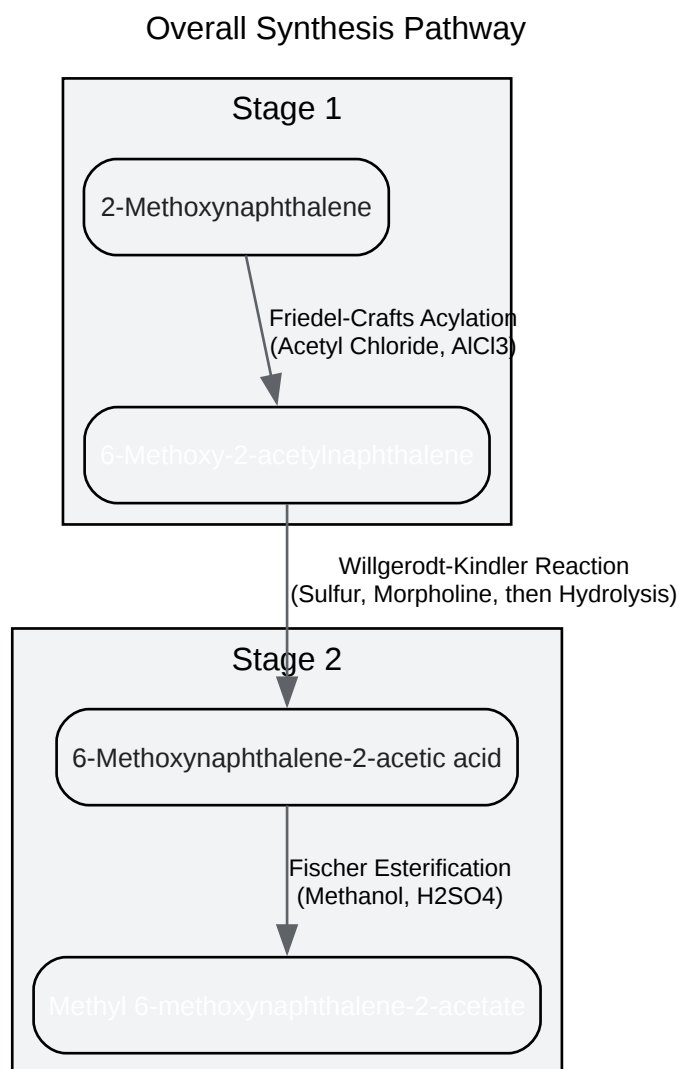 Overall Synthesis Pathway
Stage 1
2-Methoxynaphthalene
Friedel-Crafts Acylation
(Acetyl Chloride, AlCl3)
6-Methoxy-2-acetylnaphthalene
Willgerodt-Kindler Reaction
(Sulfur, Morpholine, then Hydrolysis)
Stage 2
6-Methoxynaphthalene-2-acetic acid
Fischer Esterification
(Methanol, H2SO4)
Methyl 6-methoxynaphthalene-2-acetate